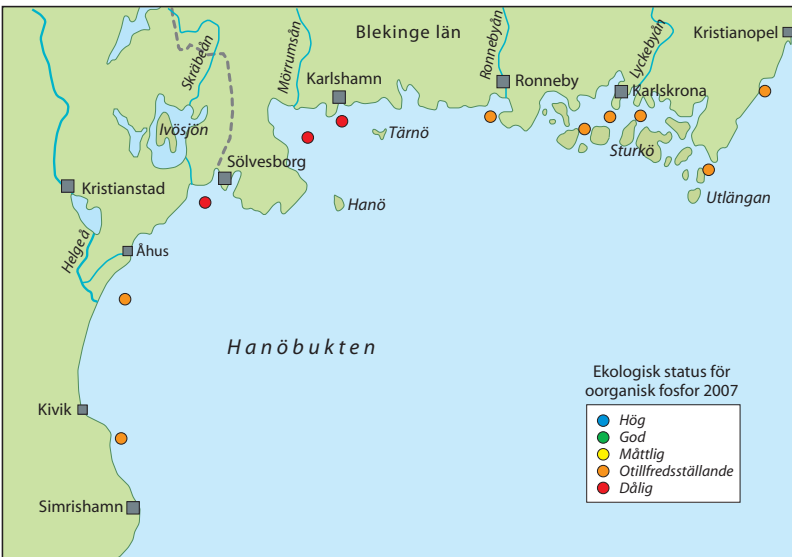 Blekinge län
Kristianopel
Skräbeån
Mörrumsån
Ronnebyån
Lyckebyån
Karlshamn
Ronneby
Karlskrona
Ivösjön
Tärnö
Sturkö
Sölvesborg
Kristianstad
Hanö
Utlängan
Helge å
Åhus
Hanöbukten
Kivik
Simrishamn
Ekologisk status för
oorganisk fosfor 2007
Hög
God
Måttlig
Otillfredsställande
Dålig